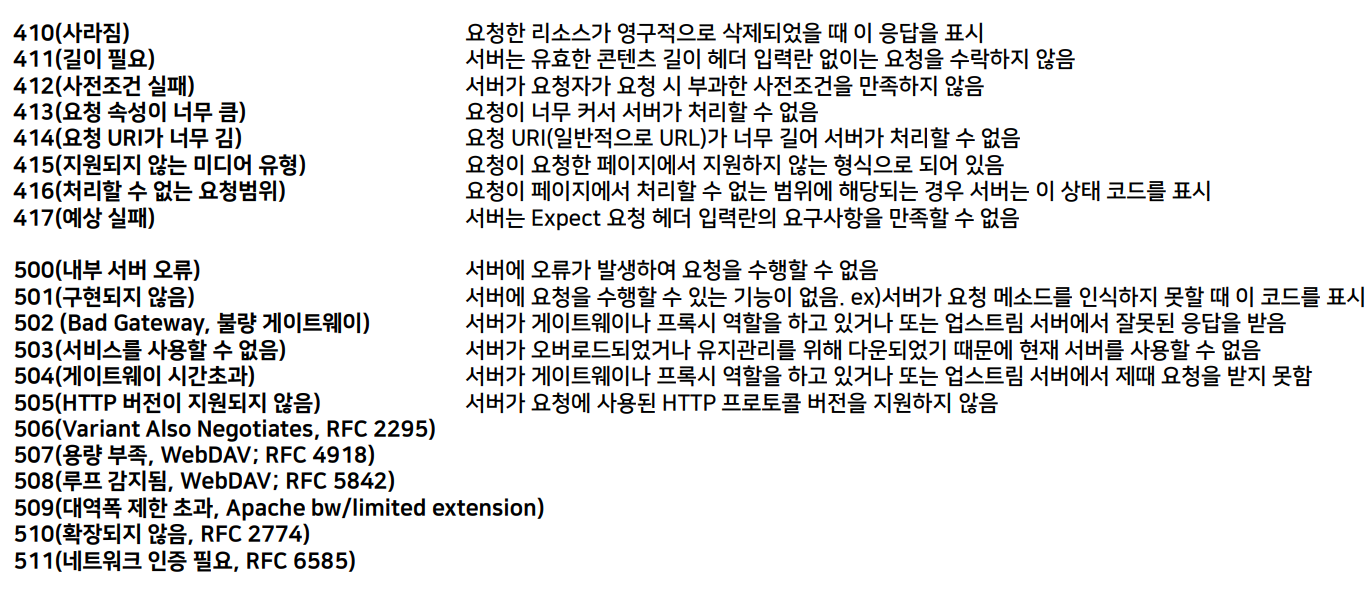 410(사라짐) 요청한 리소스가 영구적으로 삭제되었을 때 이 응답을 표시
411(길이 필요) 서버는 유효한 콘텐츠 길이 헤더 입력란 없이는 요청을 수락하지 않음
412(사전조건 실패) 서버가 요청자가 요청 시 부과한 사전조건을 만족하지 않음
413(요청 속성이 너무 큼) 요청이 너무 커서 서버가 처리할 수 없음
414(요청 URI가 너무 김) 요청 URI(일반적으로 URL)가 너무 길어 서버가 처리할 수 없음
415(지원되지 않는 미디어 유형) 요청이 요청한 페이지에서 지원하지 않는 형식으로 되어 있음
416(처리할 수 없는 요청범위) 요청이 페이지에서 처리할 수 없는 범위에 해당되는 경우 서버는 이 상태 코드를 표시
417(예상 실패) 서버는 Expect 요청 헤더 입력란의 요구사항을 만족할 수 없음
500(내부 서버 오류) 서버에 오류가 발생하여 요청을 수행할 수 없음
501(구현되지 않음) 서버에 요청을 수행할 수 있는 기능이 없음. ex)서버가 요청 메소드를 인식하지 못할 때 이 코드를 표시
502 (Bad Gateway, 불량 게이트웨이) 서버가 게이트웨이나 프록시 역할을 하고 있거나 또는 업스트림 서버에서 잘못된 응답을 받음
503(서비스를 사용할 수 없음) 서버가 오버로드되었거나 유지관리를 위해 다운되었기 때문에 현재 서버를 사용할 수 없음
504(게이트웨이 시간초과) 서버가 게이트웨이나 프록시 역할을 하고 있거나 또는 업스트림 서버에서 제때 요청을 받지 못함
505(HTTP 버전이 지원되지 않음) 서버가 요청에 사용된 HTTP 프로토콜 버전을 지원하지 않음
506(Variant Also Negotiates, RFC 2295)
507(용량 부족, WebDAV; RFC 4918)
508(루프 감지됨, WebDAV; RFC 5842)
509(대역폭 제한 초과, Apache bw/limited extension)
510(확장되지 않음, RFC 2774)
511(네트워크 인증 필요, RFC 6585)